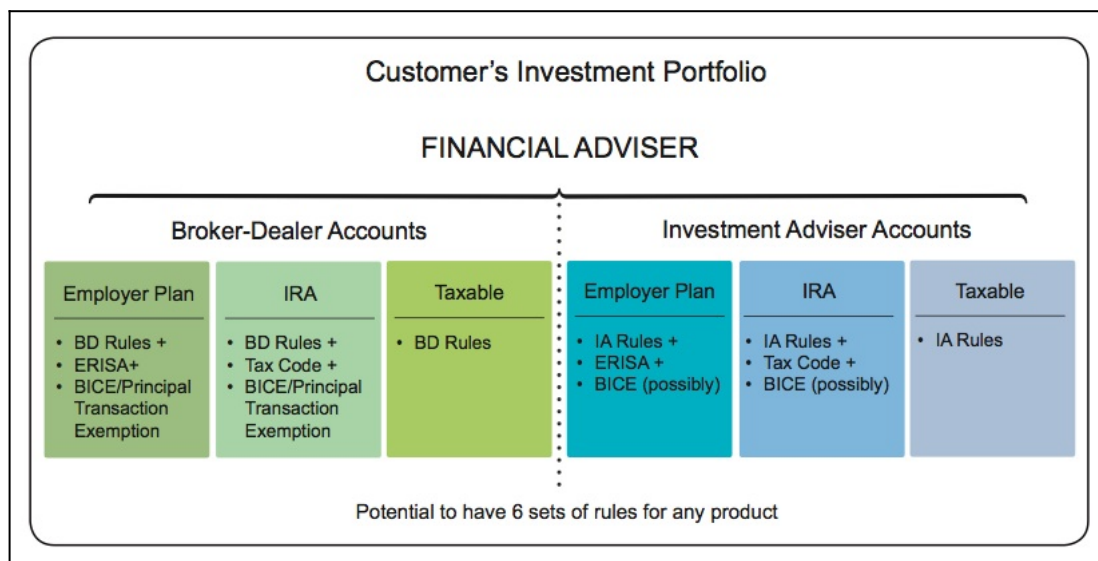 Customer's Investment Portfolio
FINANCIAL ADVISER
Broker-Dealer Accounts
Employer Plan
• BD Rules +
• ERISA+
• BICE/Principal
Transaction
Exemption
IRA
• BD Rules +
• Tax Code +
• BICE/Principal
Transaction
Exemption
Taxable
• BD Rules
Investment Adviser Accounts
Employer Plan
• IA Rules +
• ERISA +
• BICE (possibly)
IRA
• IA Rules +
• Tax Code +
• BICE (possibly)
Taxable
• IA Rules
Potential to have 6 sets of rules for any product